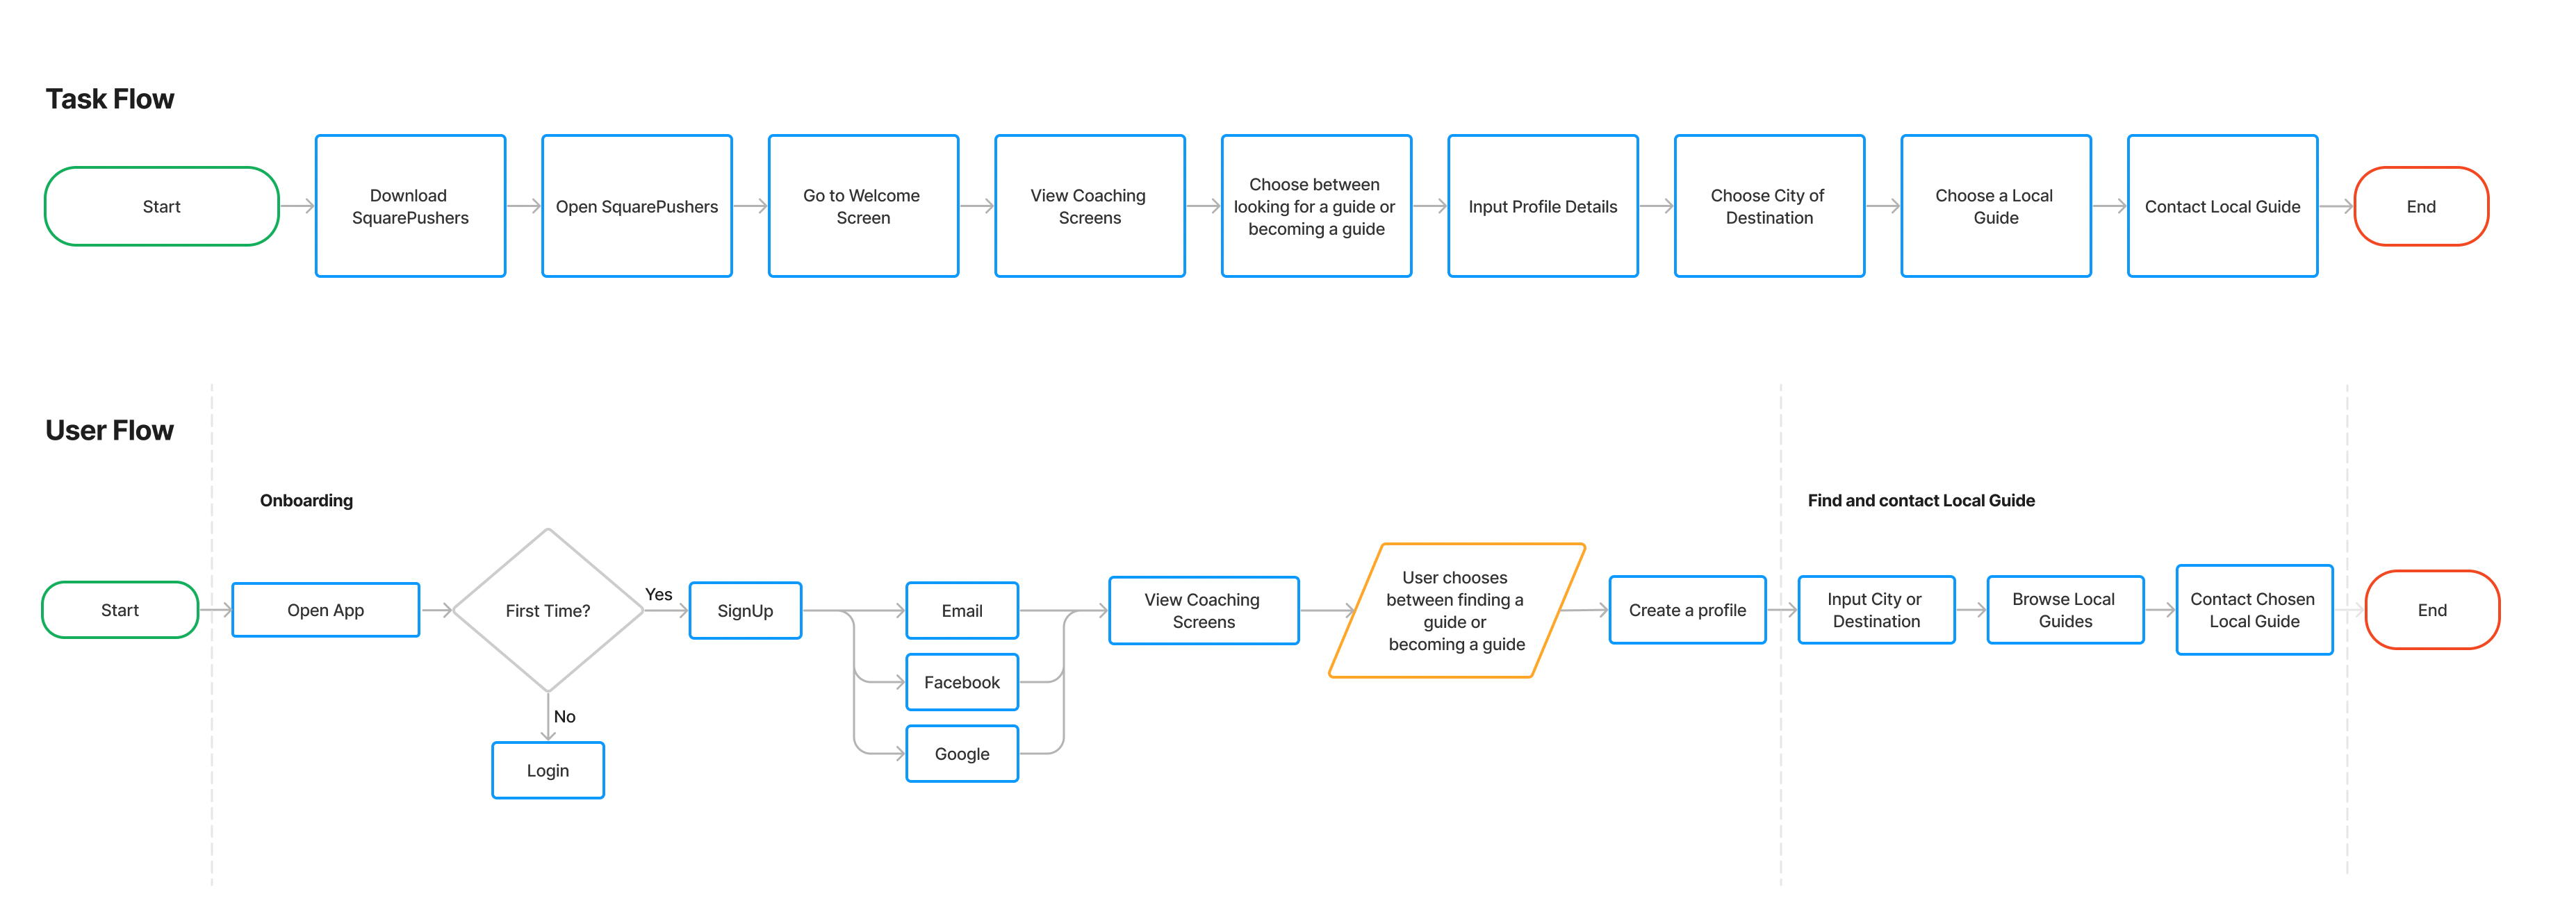 Task Flow
Start
Download
SquarePushers
Open SquarePushers
Go to Welcome
Screen
View Coaching
Screens
Choose between
looking for a guide or
becoming a guide
Input Profile Details
Choose City of
Destination
Choose a Local
Guide
Contact Local Guide
End
User Flow
Onboarding
Find and contact Local Guide
Start
Open App
First Time?
Yes
No
Login
SignUp
Email
Facebook
Google
View Coaching
Screens
User chooses
between finding a
guide or
becoming a guide
Create a profile
Input City or
Destination
Browse Local
Guides
Contact Chosen
Local Guide
End